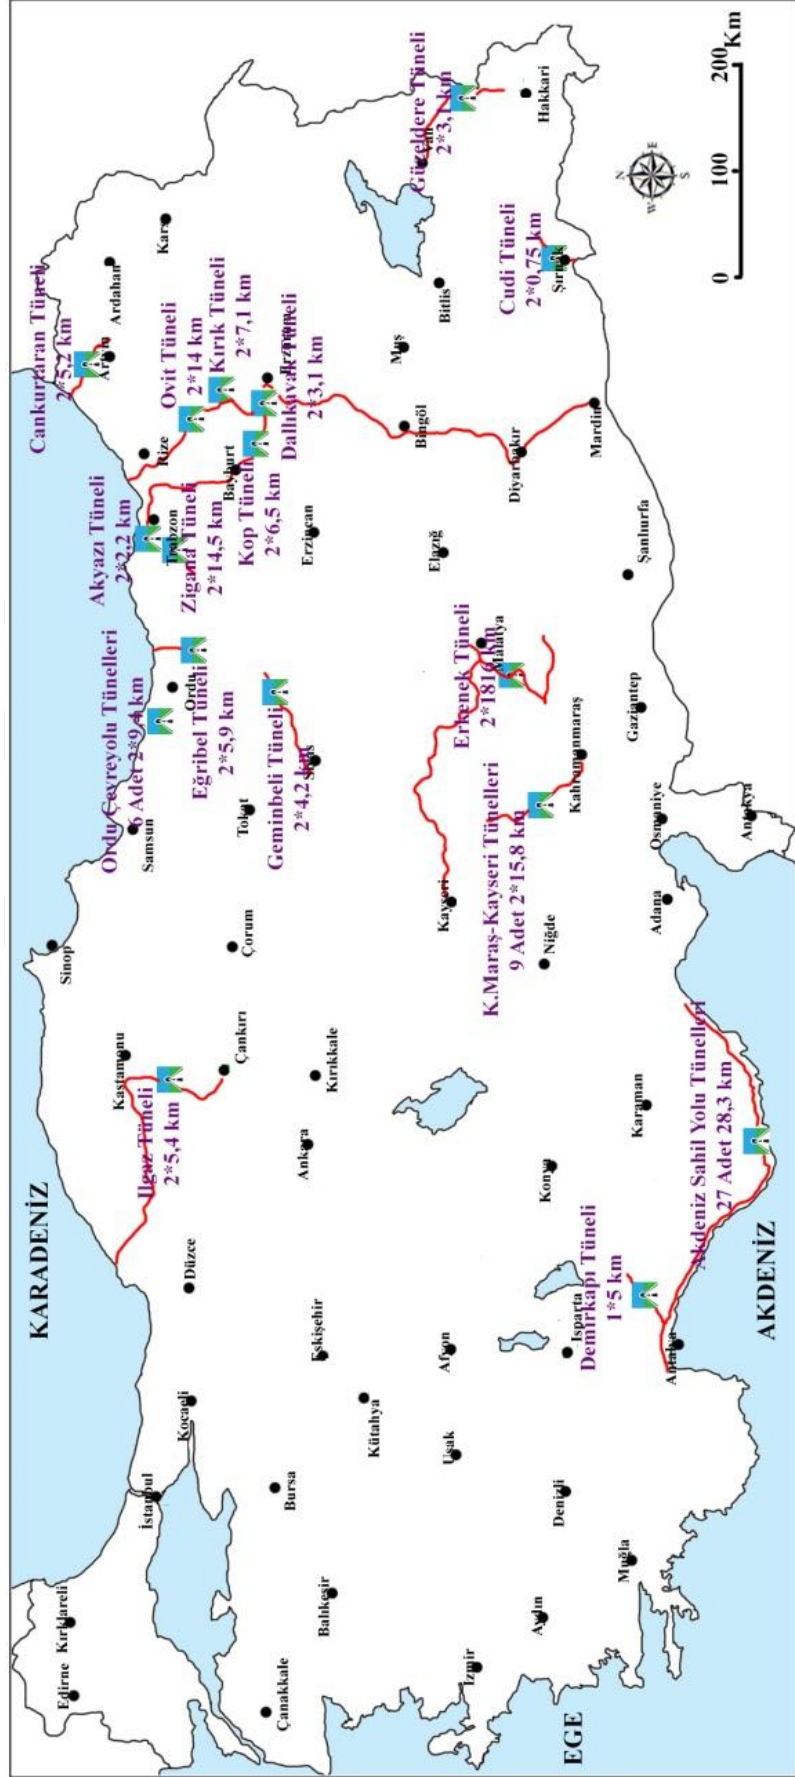 KARADENİZ
AKDENİZ
EGE
Edirne
Kırklareli
İstanbul
Kocaeli
Düzce
Çanakkale
Balıkesir
Bursa
Eskişehir
Kütahya
İzmir
Uşak
Afyon
Aydın
Denizli
Muğla
Isparta
Antalya
Demirkapı Tüneli
1*5 km
Akdeniz Sahil Yolu Tünelleri
27 Adet 28,3 km
Kastamonu
Ilgaz Tüneli
2*5,4 km
Çankırı
Ankara
Kırıkkale
Konya
Karaman
Sinop
Samsun
Çorum
Tokat
Kayseri
Niğde
Adana
Osmaniye
Antakya
Ordu Çevreyolu Tünelleri
6 Adet 2*9,4 km
Ordu
Eğribel Tüneli
2*5,9 km
Geminbeli Tüneli
2*4,2 km
Sivas
K.Maraş-Kayseri Tünelleri
9 Adet 2*15,8 km
Kahramanmaraş
Gaziantep
Erkenek Tüneli
Malatya
Şanlıurfa
Akyazı Tüneli
2*2,2 km
Trabzon
Zigana Tüneli
2*14,5 km
Bayburt
Kop Tüneli
2*6,5 km
Erzincan
Elazığ
Rize
Ovit Tüneli
2*14 km
Kırık Tüneli
2*7,1 km
Erzurum
Dallıkavak Tüneli
2*3,1 km
Bingöl
Muş
Diyarbakır
Mardin
Cankurtaran Tüneli
2*5,2 km
Artvin
Ardahan
Kars
Bitlis
Van
Güzeldere Tüneli
2*3,1 km
Hakkari
Cudi Tüneli
2*0,75 km
Şırnak
N
E
S
W
0
100
200
Km